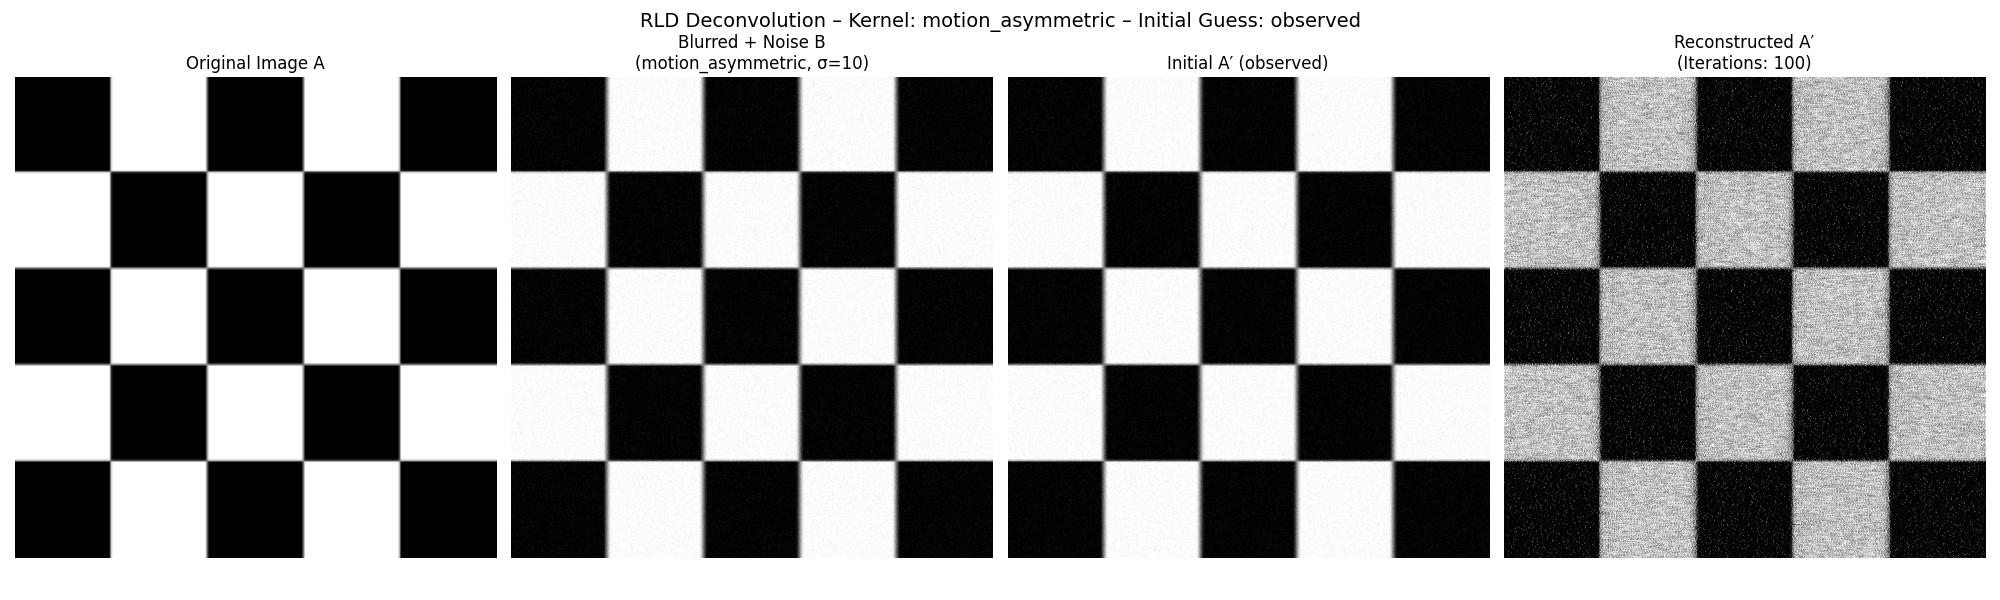 RLD Deconvolution – Kernel: motion_asymmetric – Initial Guess: observed
Original Image A
Blurred + Noise B
(motion_asymmetric, σ=10)
Initial A′ (observed)
Reconstructed A′
(Iterations: 100)